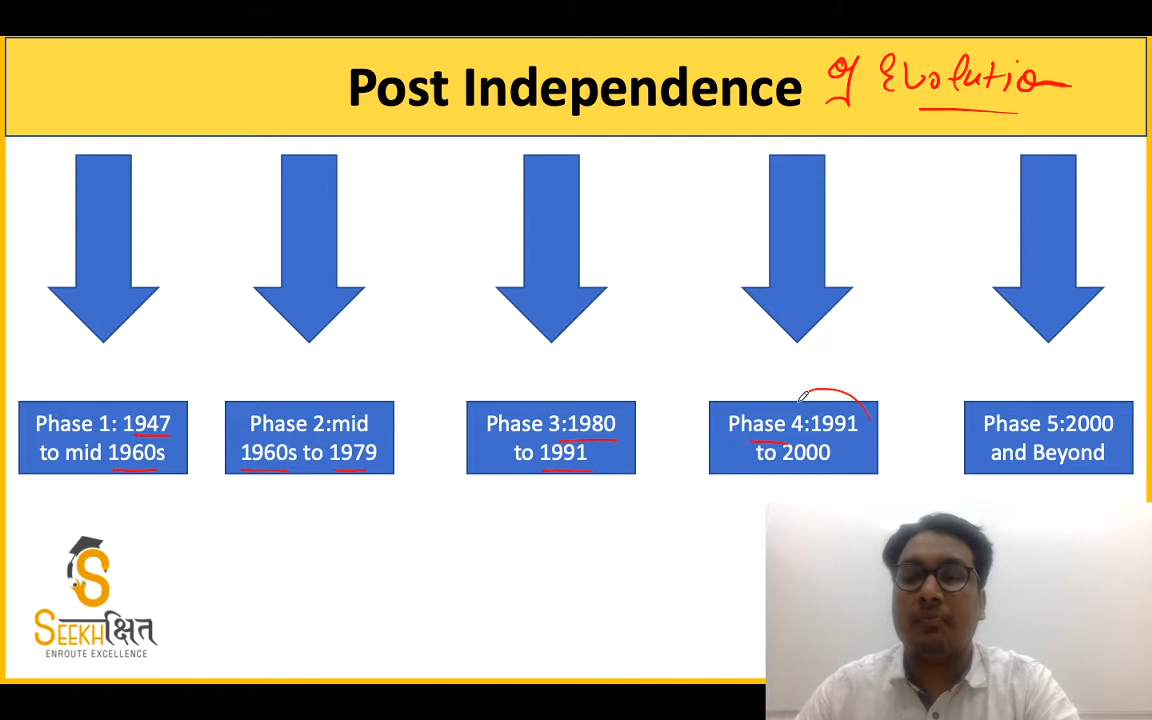 Post Independence of Evolution
Phase 1: 1947
to mid 1960s
Phase 2:mid
1960s to 1979
Phase 3:1980
to 1991
Phase 4:1991
to 2000
Phase 5:2000
and Beyond
SEEKHक्षित
ENROUTE EXCELLENCE